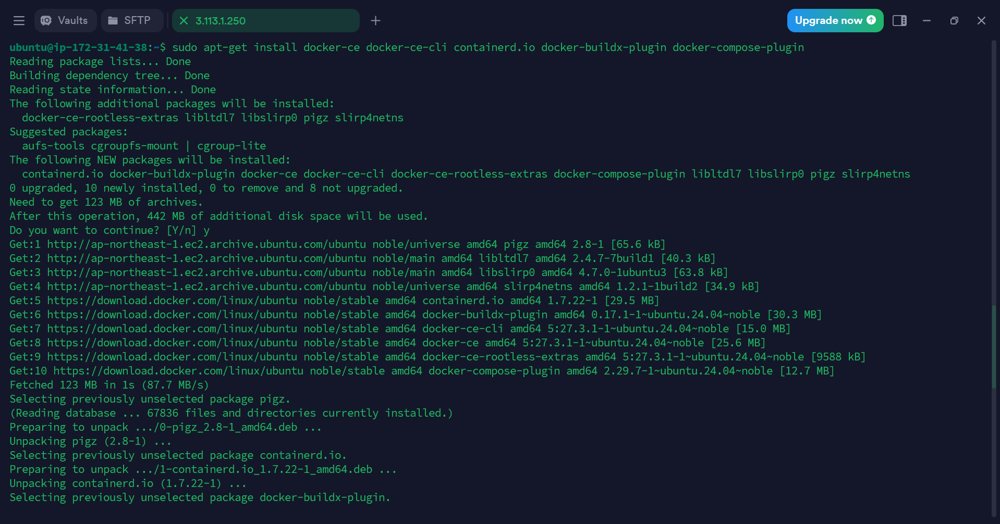 Vaults SFTP 3.113.1.250 Upgrade now
ubuntu@ip-172-31-41-38:~$ sudo apt-get install docker-ce docker-ce-cli containerd.io docker-buildx-plugin docker-compose-plugin
Reading package lists... Done
Building dependency tree... Done
Reading state information... Done
The following additional packages will be installed:
  docker-ce-rootless-extras libltdl7 libslirp0 pigz slirp4netns
Suggested packages:
  aufs-tools cgroupfs-mount | cgroup-lite
The following NEW packages will be installed:
  containerd.io docker-buildx-plugin docker-ce docker-ce-cli docker-ce-rootless-extras docker-compose-plugin libltdl7 libslirp0 pigz slirp4netns
0 upgraded, 10 newly installed, 0 to remove and 8 not upgraded.
Need to get 123 MB of archives.
After this operation, 442 MB of additional disk space will be used.
Do you want to continue? [Y/n] y
Get:1 http://ap-northeast-1.ec2.archive.ubuntu.com/ubuntu noble/universe amd64 pigz amd64 2.8-1 [65.6 kB]
Get:2 http://ap-northeast-1.ec2.archive.ubuntu.com/ubuntu noble/main amd64 libltdl7 amd64 2.4.7-7build1 [40.3 kB]
Get:3 http://ap-northeast-1.ec2.archive.ubuntu.com/ubuntu noble/main amd64 libslirp0 amd64 4.7.0-1ubuntu3 [63.8 kB]
Get:4 http://ap-northeast-1.ec2.archive.ubuntu.com/ubuntu noble/universe amd64 slirp4netns amd64 1.2.1-1build2 [34.9 kB]
Get:5 https://download.docker.com/linux/ubuntu noble/stable amd64 containerd.io amd64 1.7.22-1 [29.5 MB]
Get:6 https://download.docker.com/linux/ubuntu noble/stable amd64 docker-buildx-plugin amd64 0.17.1-1~ubuntu.24.04~noble [30.3 MB]
Get:7 https://download.docker.com/linux/ubuntu noble/stable amd64 docker-ce-cli amd64 5:27.3.1-1~ubuntu.24.04~noble [15.0 MB]
Get:8 https://download.docker.com/linux/ubuntu noble/stable amd64 docker-ce amd64 5:27.3.1-1~ubuntu.24.04~noble [25.6 MB]
Get:9 https://download.docker.com/linux/ubuntu noble/stable amd64 docker-ce-rootless-extras amd64 5:27.3.1-1~ubuntu.24.04~noble [9588 kB]
Get:10 https://download.docker.com/linux/ubuntu noble/stable amd64 docker-compose-plugin amd64 2.29.7-1~ubuntu.24.04~noble [12.7 MB]
Fetched 123 MB in 1s (87.7 MB/s)
Selecting previously unselected package pigz.
(Reading database ... 67836 files and directories currently installed.)
Preparing to unpack .../0-pigz_2.8-1_amd64.deb ...
Unpacking pigz (2.8-1) ...
Selecting previously unselected package containerd.io.
Preparing to unpack .../1-containerd.io_1.7.22-1_amd64.deb ...
Unpacking containerd.io (1.7.22-1) ...
Selecting previously unselected package docker-buildx-plugin.